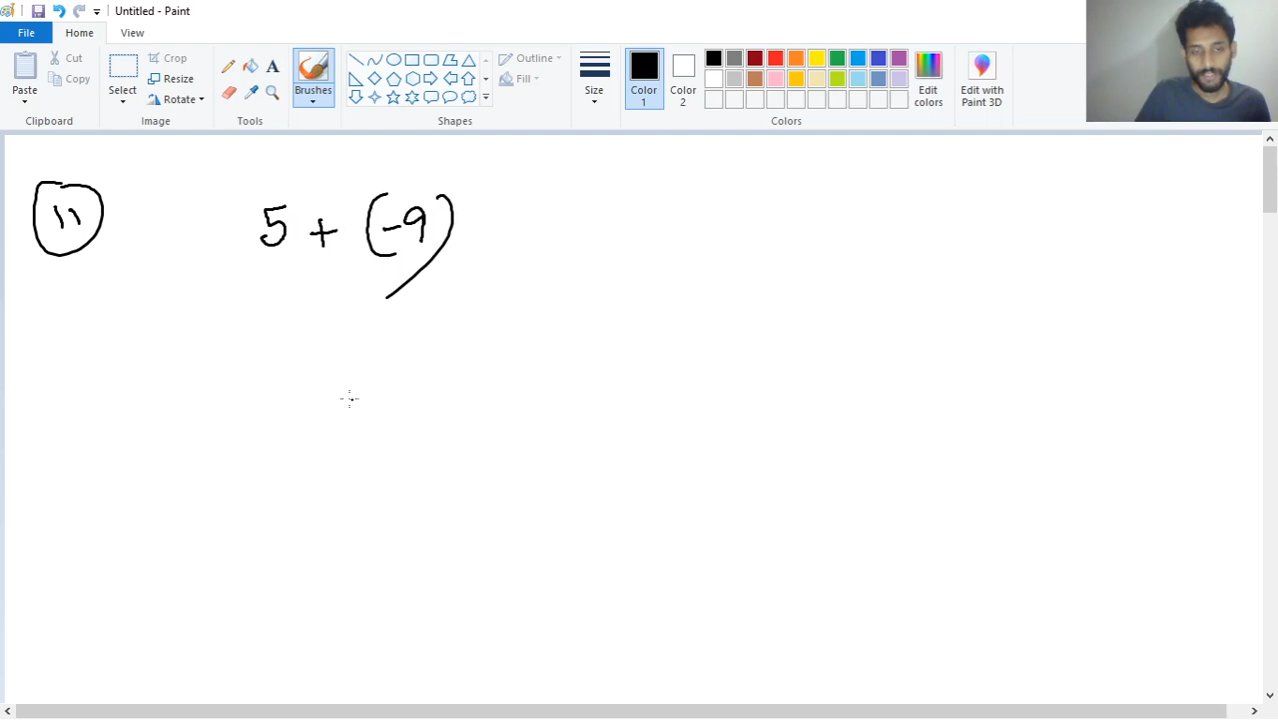 Untitled - Paint
File Home View
Paste Cut Copy Clipboard
Select Crop Resize Rotate Image
A Tools
Brushes
Shapes Outline Fill
Size
Color 1 Color 2 Colors
Edit colors
Edit with Paint 3D
11 5 + (-9)